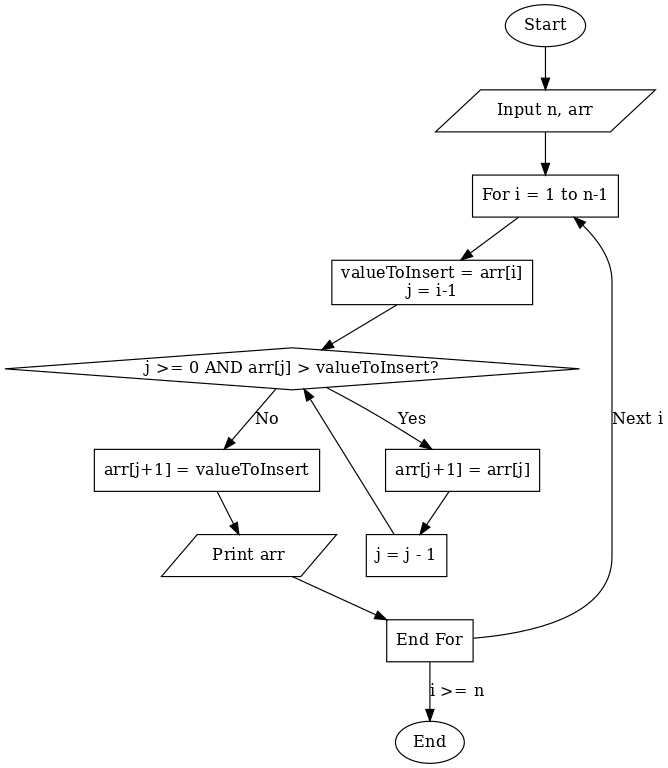 Start
Input n, arr
For i = 1 to n-1
valueToInsert = arr[i]
j = i-1
j >= 0 AND arr[j] > valueToInsert?
No
Yes
Next i
arr[j+1] = valueToInsert
arr[j+1] = arr[j]
Print arr
j = j - 1
End For
i >= n
End